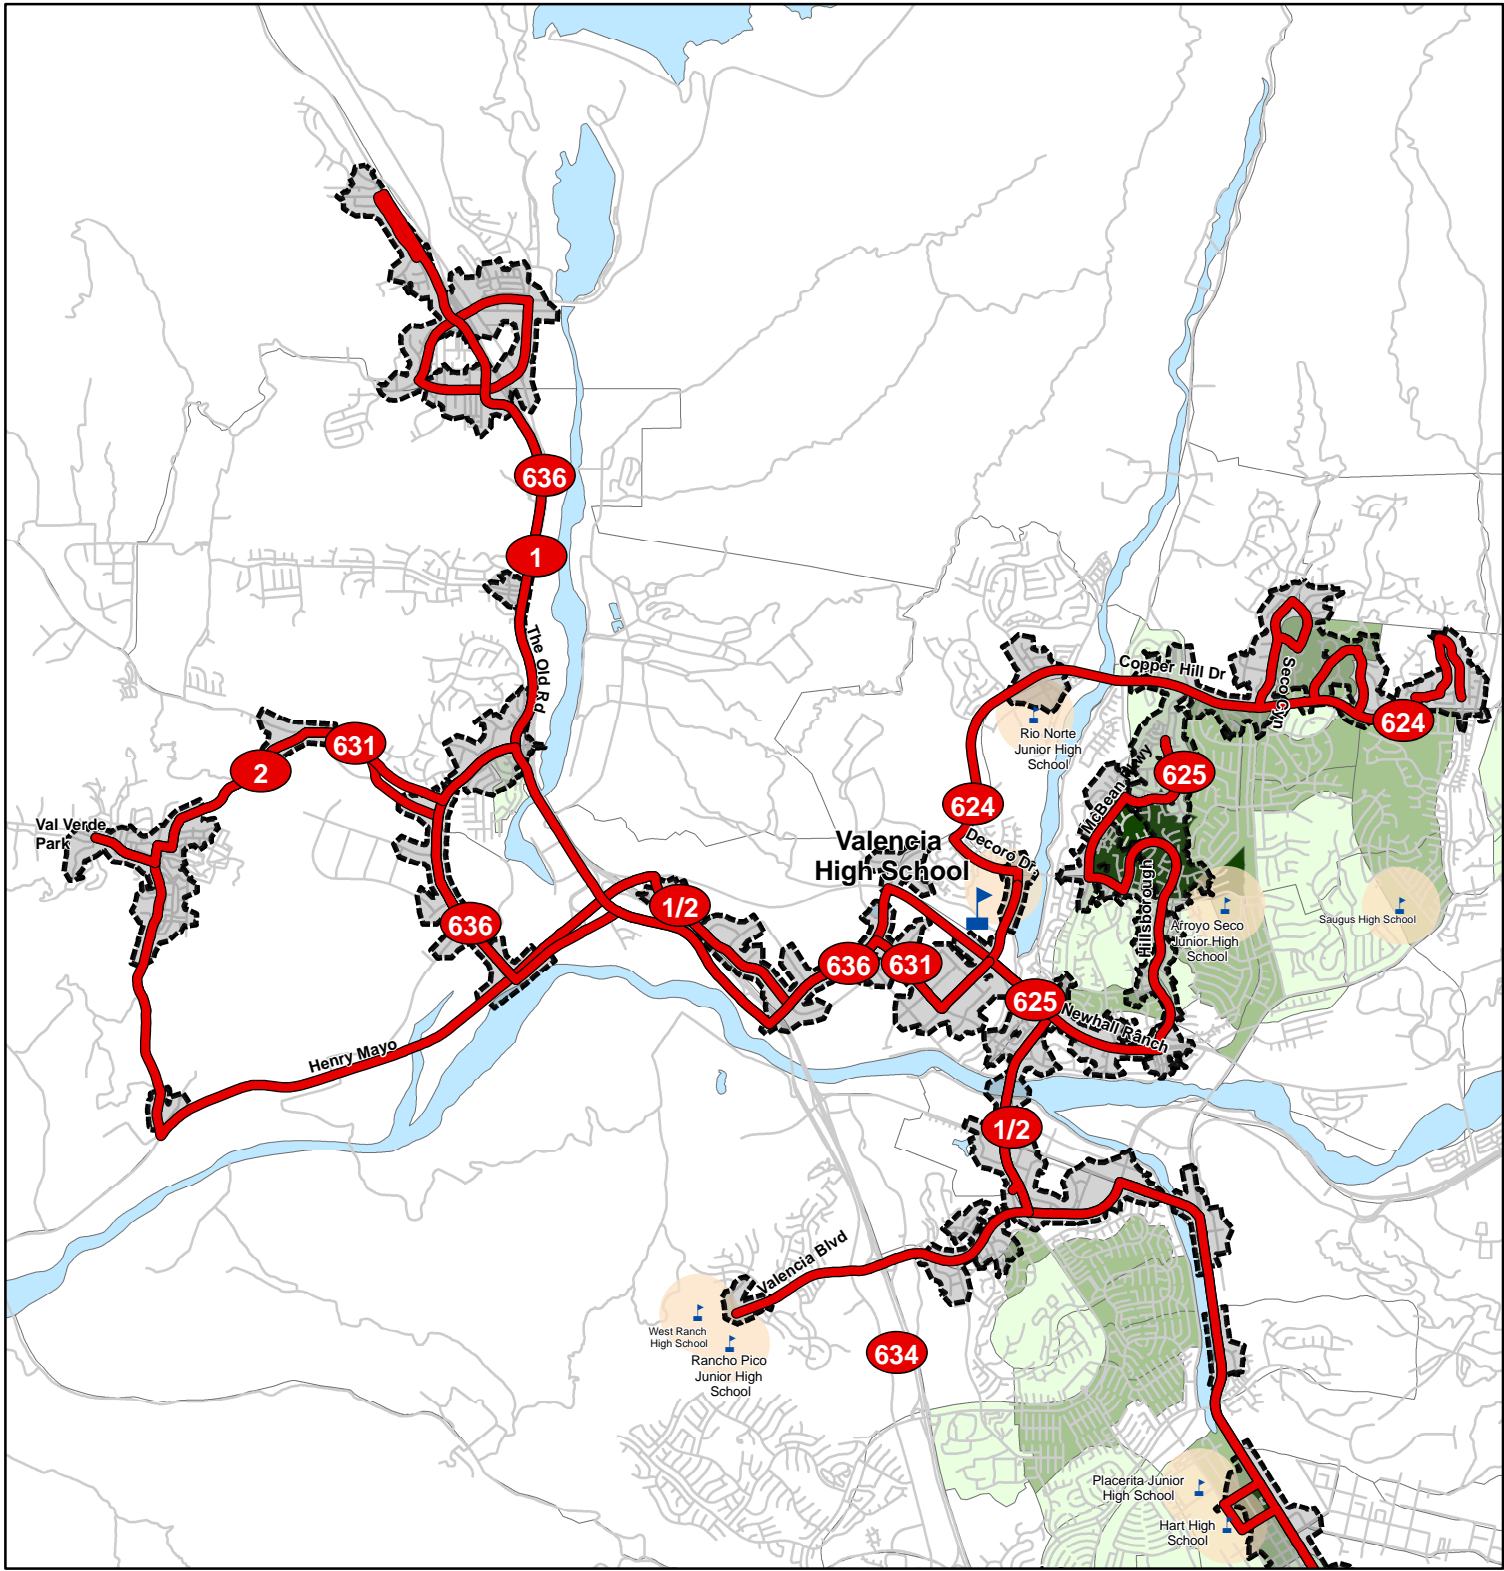 636
1
The Old Rd
Copper Hill Dr
Seco Cyn
624
Rio Norte
Junior High
School
631
2
McBean Pkwy
625
624
Val Verde
Park
Valencia
High School
Decoro Dr
Hillsborough
1/2
636
Arroyo Seco
Junior High
School
Saugus High School
636
631
625
Newhall Ranch
Henry Mayo
1/2
Valencia Blvd
West Ranch
High School
Rancho Pico
Junior High
School
634
Placerita Junior
High School
Hart High
School